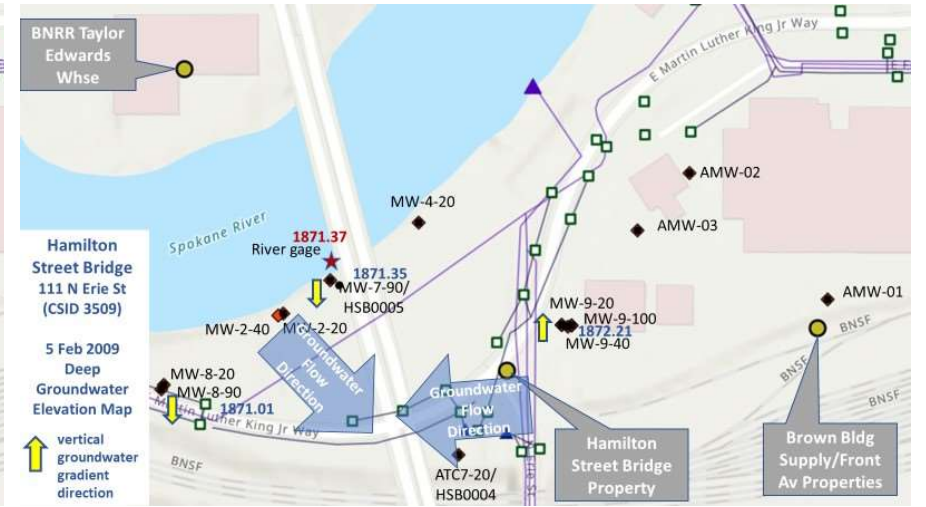 BNRR Taylor
Edwards
Whse
E Martin Luther King Jr Way
AMW-02
MW-4-20
Spokane River
1871.37
River gage
AMW-03
Hamilton
Street Bridge
111 N Erie St
(CSID 3509)
5 Feb 2009
Deep
Groundwater
Elevation Map
vertical
groundwater
gradient
direction
1871.35
MW-7-90/
HSB0005
MW-2-40
MW-2-20
Groundwater
Flow
Direction
MW-9-20
MW-9-100
1872.21
MW-9-40
AMW-01
BNSF
BNSF
BNSF
MW-8-20
MW-8-90
1871.01
Martin Luther King Jr Way
BNSF
Groundwater
Flow
Direction
ATC7-20/
HSB0004
Hamilton
Street Bridge
Property
Brown Bldg
Supply/Front
Av Properties